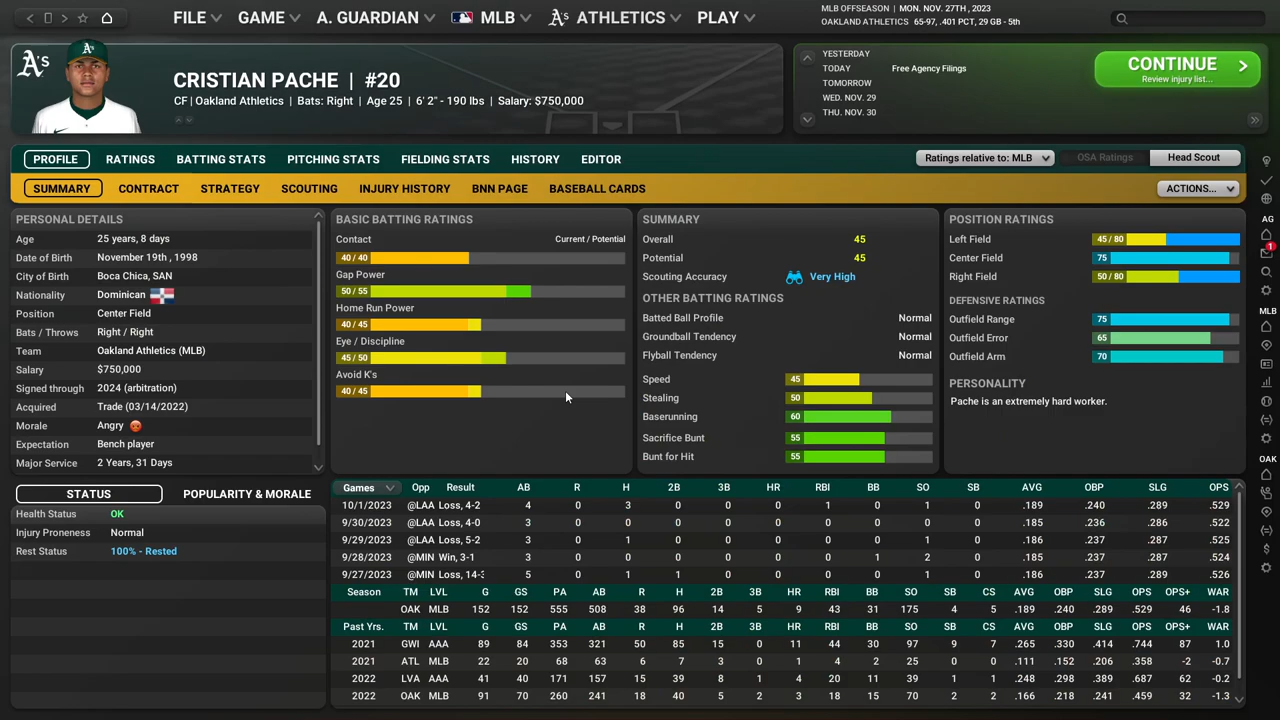 FILE GAME A. GUARDIAN MLB A's ATHLETICS PLAY
MLB OFFSEASON | MON. NOV. 27TH , 2023
OAKLAND ATHLETICS | 65-97, .401 PCT, 29 GB - 5th
A's
CRISTIAN PACHE | #20
CF | Oakland Athletics | Bats: Right | Age 25 | 6' 2" - 190 lbs | Salary: $750,000
YESTERDAY
TODAY Free Agency Filings
TOMORROW
WED. NOV. 29
THU. NOV. 30
CONTINUE
Review injury list...
PROFILE RATINGS BATTING STATS PITCHING STATS FIELDING STATS HISTORY EDITOR
Ratings relative to: MLB OSA Ratings Head Scout
SUMMARY CONTRACT STRATEGY SCOUTING INJURY HISTORY BNN PAGE BASEBALL CARDS ACTIONS...
PERSONAL DETAILS
Age 25 years, 8 days
Date of Birth November 19th , 1998
City of Birth Boca Chica, SAN
Nationality Dominican
Position Center Field
Bats / Throws Right / Right
Team Oakland Athletics (MLB)
Salary $750,000
Signed through 2024 (arbitration)
Acquired Trade (03/14/2022)
Morale Angry
Expectation Bench player
Major Service 2 Years, 31 Days
BASIC BATTING RATINGS
Contact Current / Potential
40 / 40
Gap Power
50 / 55
Home Run Power
40 / 45
Eye / Discipline
45 / 50
Avoid K's
40 / 45
SUMMARY
Overall 45
Potential 45
Scouting Accuracy Very High
OTHER BATTING RATINGS
Batted Ball Profile Normal
Groundball Tendency Normal
Flyball Tendency Normal
Speed 45
Stealing 50
Baserunning 60
Sacrifice Bunt 55
Bunt for Hit 55
POSITION RATINGS
Left Field 45 / 80
Center Field 75
Right Field 50 / 80
DEFENSIVE RATINGS
Outfield Range 75
Outfield Error 65
Outfield Arm 70
PERSONALITY
Pache is an extremely hard worker.
AG
1
MLB
OAK
STATUS POPULARITY & MORALE
Health Status OK
Injury Proneness Normal
Rest Status 100% - Rested
Games Opp Result AB R H 2B 3B HR RBI BB SO SB AVG OBP SLG OPS
10/1/2023 @LAA Loss, 4-2 4 0 3 0 0 0 1 0 1 0 .189 .240 .289 .529
9/30/2023 @LAA Loss, 4-0 3 0 0 0 0 0 0 0 0 0 .185 .236 .286 .522
9/29/2023 @LAA Loss, 5-2 3 0 1 0 0 0 0 0 1 0 .186 .237 .287 .525
9/28/2023 @MIN Win, 3-1 3 0 0 0 0 0 0 1 2 0 .185 .237 .287 .524
9/27/2023 @MIN Loss, 14-3 5 0 1 1 0 0 0 0 1 0 .186 .237 .289 .526
Season TM LVL G GS PA AB R H 2B 3B HR RBI BB SO SB CS AVG OBP SLG OPS OPS+ WAR
OAK MLB 152 152 555 508 38 96 14 5 9 43 31 175 4 5 .189 .240 .289 .529 46 -1.8
Past Yrs. TM LVL G GS PA AB R H 2B 3B HR RBI BB SO SB CS AVG OBP SLG OPS OPS+ WAR
2021 GWI AAA 89 84 353 321 50 85 15 0 11 44 30 97 9 7 .265 .330 .414 .744 87 1.0
2021 ATL MLB 22 20 68 63 6 7 3 0 1 4 2 25 0 0 .111 .152 .206 .358 -2 -0.7
2022 LVA AAA 41 40 171 157 15 39 8 1 4 20 11 39 1 1 .248 .298 .389 .687 62 -0.2
2022 OAK MLB 91 70 260 241 18 40 5 2 3 18 15 70 2 2 .166 .218 .241 .459 32 -1.3